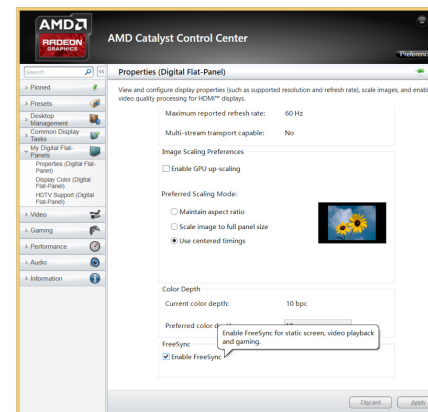 AMD
RADEON
GRAPHICS
AMD Catalyst Control Center
Preferenc
Search
Properties (Digital Flat-Panel)
Pinned
Presets
Desktop
Management
Common Display
Tasks
My Digital Flat-
Panels
Properties (Digital Flat-
Panel)
Display Color (Digital
Flat-Panel)
HDTV Support (Digital
Flat-Panel)
Video
Gaming
Performance
Audio
Information
View and configure display properties (such as supported resolution and refresh rate), scale images, and enabl
video quality processing for HDMI™ displays.
Maximum reported refresh rate: 60 Hz
Multi-stream transport capable: No
Image Scaling Preferences
Enable GPU up-scaling
Preferred Scaling Mode:
Maintain aspect ratio
Scale image to full panel size
Use centered timings
Color Depth
Current color depth: 10 bpc
Preferred color d
Enable FreeSync for static screen, video playback
and gaming.
FreeSync
Enable FreeSync
Discard
Apply